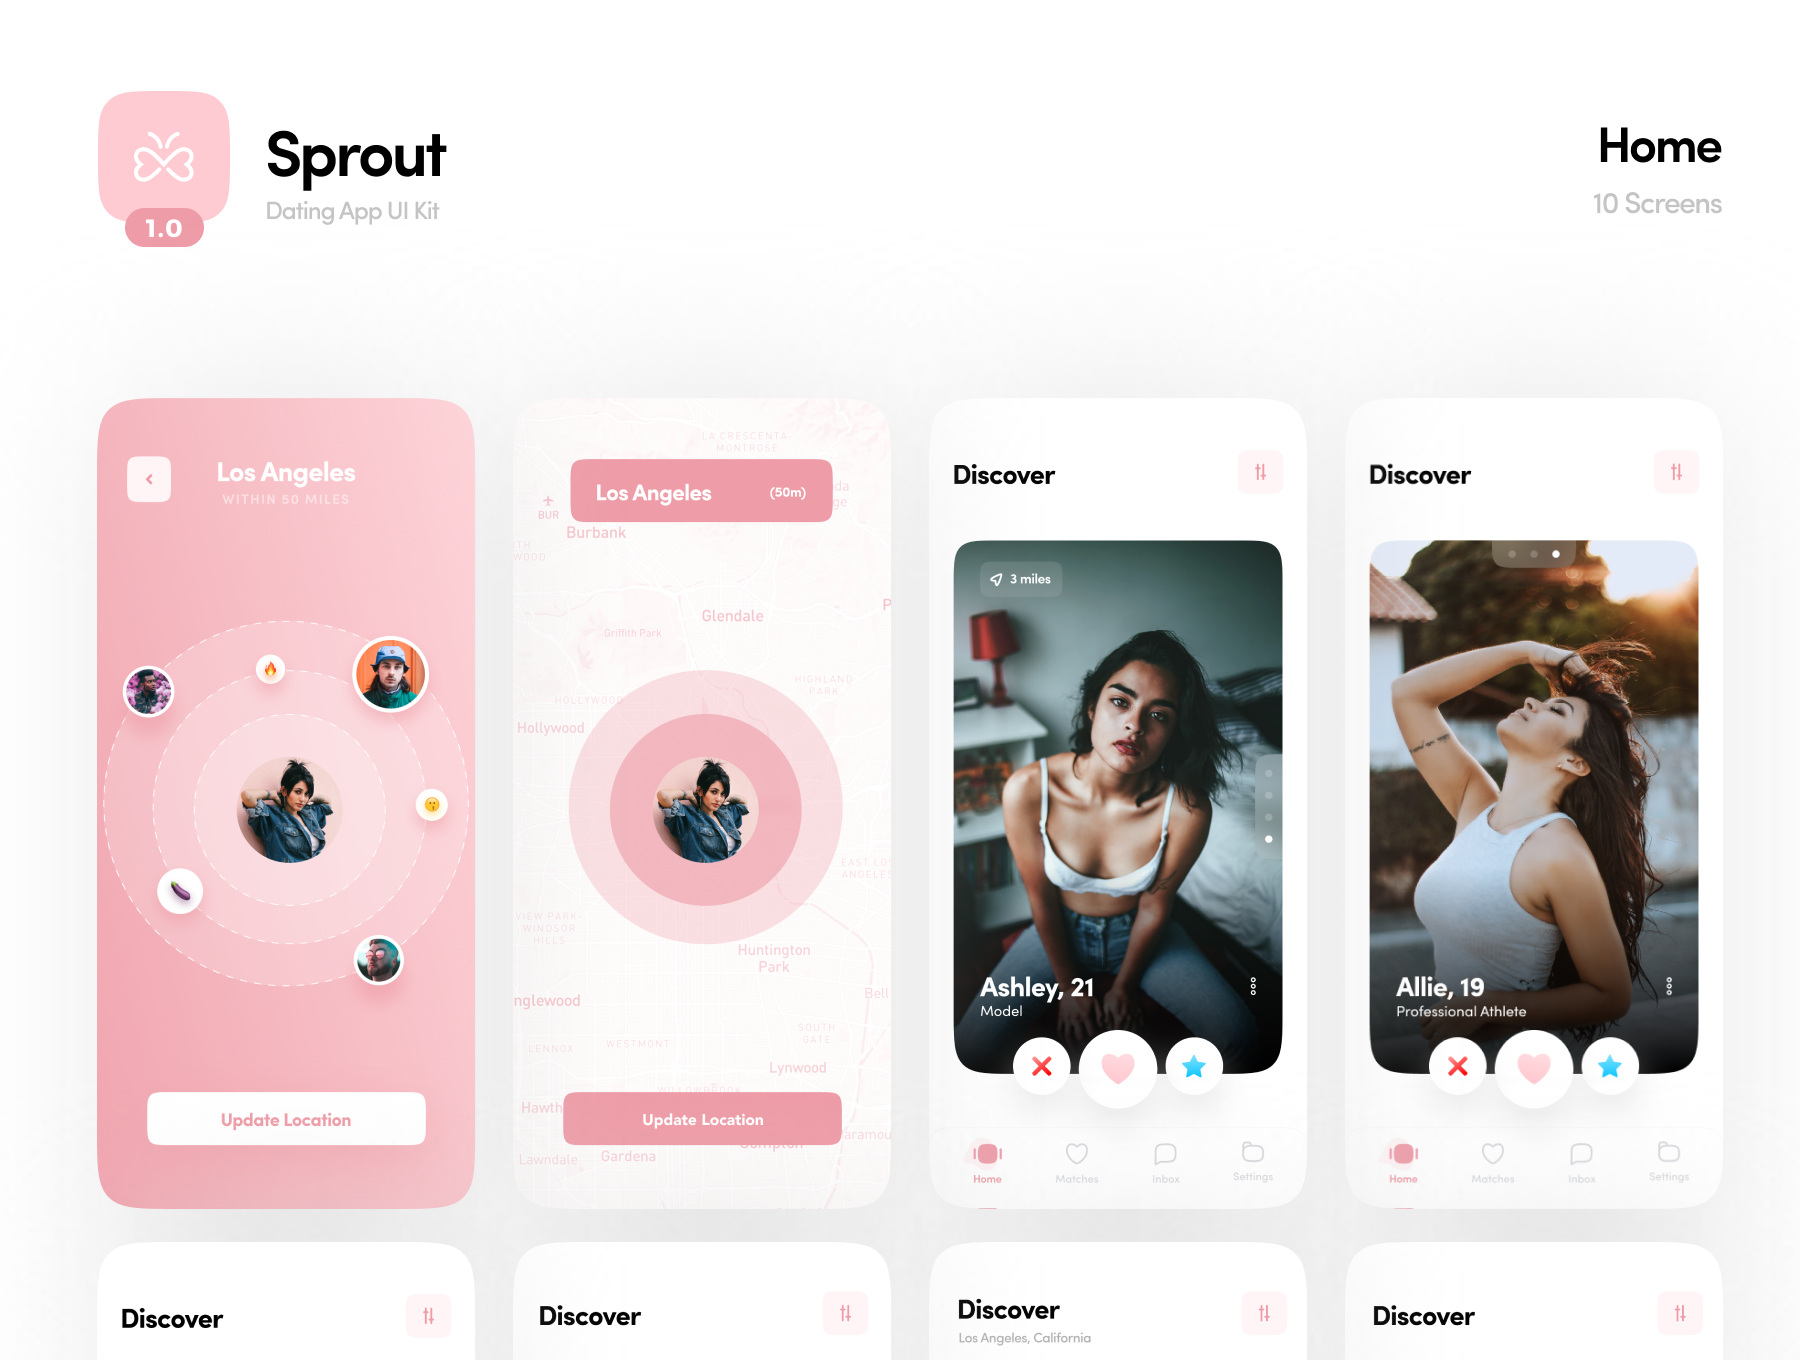 Sprout
Dating App UI Kit
1.0
Home
10 Screens
Los Angeles
WITHIN 50 MILES
Update Location
LA CRESCENTA-
MONTROSE
Los Angeles (50m)
BUR
Burbank
Glendale
Griffith Park
HIGHLAND
PARK
HOLLYWOOD
Hollywood
EAST LOS
ANGELES
VIEW PARK-
WINDSOR
HILLS
Huntington
Park
nglewood
Bell
SOUTH
GATE
LENNOX
WESTMONT
Lynwood
WILLOWBROOK
Hawth
Update Location
Compton
aramou
Lawndale
Gardena
Discover
3 miles
Ashley, 21
Model
Home
Matches
Inbox
Settings
Discover
Allie, 19
Professional Athlete
Home
Matches
Inbox
Settings
Discover
Discover
Discover
Los Angeles, California
Discover